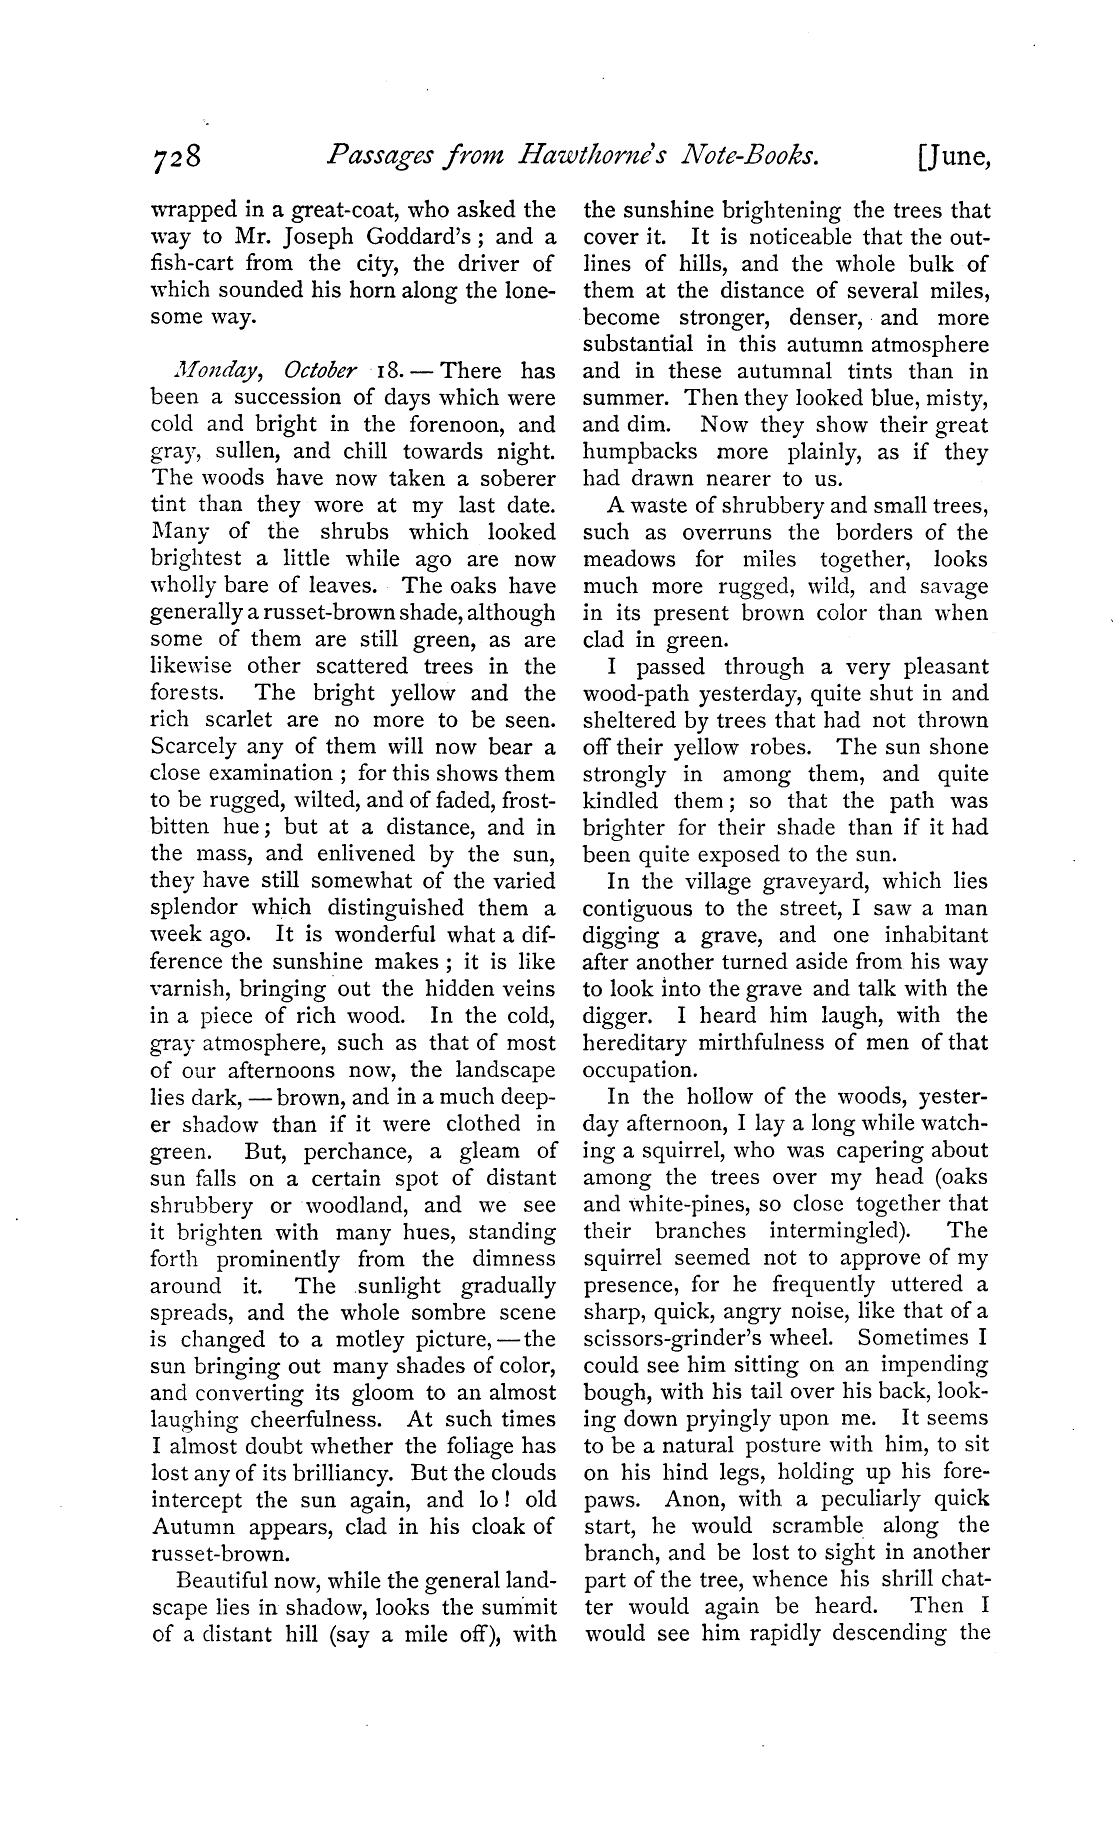 728 Passages from Hawthorne's Note-Books. [June,
wrapped in a great-coat, who asked the
way to Mr. Joseph Goddard's ; and a
fish-cart from the city, the driver of
which sounded his horn along the lone-
some way.
Monday, October 18. — There has
been a succession of days which were
cold and bright in the forenoon, and
gray, sullen, and chill towards night.
The woods have now taken a soberer
tint than they wore at my last date.
Many of the shrubs which looked
brightest a little while ago are now
wholly bare of leaves. The oaks have
generally a russet-brown shade, although
some of them are still green, as are
likewise other scattered trees in the
forests. The bright yellow and the
rich scarlet are no more to be seen.
Scarcely any of them will now bear a
close examination ; for this shows them
to be rugged, wilted, and of faded, frost-
bitten hue ; but at a distance, and in
the mass, and enlivened by the sun,
they have still somewhat of the varied
splendor which distinguished them a
week ago. It is wonderful what a dif-
ference the sunshine makes ; it is like
varnish, bringing out the hidden veins
in a piece of rich wood. In the cold,
gray atmosphere, such as that of most
of our afternoons now, the landscape
lies dark, — brown, and in a much deep-
er shadow than if it were clothed in
green. But, perchance, a gleam of
sun falls on a certain spot of distant
shrubbery or woodland, and we see
it brighten with many hues, standing
forth prominently from the dimness
around it. The sunlight gradually
spreads, and the whole sombre scene
is changed to a motley picture, — the
sun bringing out many shades of color,
and converting its gloom to an almost
laughing cheerfulness. At such times
I almost doubt whether the foliage has
lost any of its brilliancy. But the clouds
intercept the sun again, and lo ! old
Autumn appears, clad in his cloak of
russet-brown.
Beautiful now, while the general land-
scape lies in shadow, looks the summit
of a distant hill (say a mile off), with
the sunshine brightening the trees that
cover it. It is noticeable that the out-
lines of hills, and the whole bulk of
them at the distance of several miles,
become stronger, denser, and more
substantial in this autumn atmosphere
and in these autumnal tints than in
summer. Then they looked blue, misty,
and dim. Now they show their great
humpbacks more plainly, as if they
had drawn nearer to us.
A waste of shrubbery and small trees,
such as overruns the borders of the
meadows for miles together, looks
much more rugged, wild, and savage
in its present brown color than when
clad in green.
I passed through a very pleasant
wood-path yesterday, quite shut in and
sheltered by trees that had not thrown
off their yellow robes. The sun shone
strongly in among them, and quite
kindled them ; so that the path was
brighter for their shade than if it had
been quite exposed to the sun.
In the village graveyard, which lies
contiguous to the street, I saw a man
digging a grave, and one inhabitant
after another turned aside from his way
to look into the grave and talk with the
digger. I heard him laugh, with the
hereditary mirthfulness of men of that
occupation.
In the hollow of the woods, yester-
day afternoon, I lay a long while watch-
ing a squirrel, who was capering about
among the trees over my head (oaks
and white-pines, so close together that
their branches intermingled). The
squirrel seemed not to approve of my
presence, for he frequently uttered a
sharp, quick, angry noise, like that of a
scissors-grinder's wheel. Sometimes I
could see him sitting on an impending
bough, with his tail over his back, look-
ing down pryingly upon me. It seems
to be a natural posture with him, to sit
on his hind legs, holding up his fore-
paws. Anon, with a peculiarly quick
start, he would scramble along the
branch, and be lost to sight in another
part of the tree, whence his shrill chat-
ter would again be heard. Then I
would see him rapidly descending the